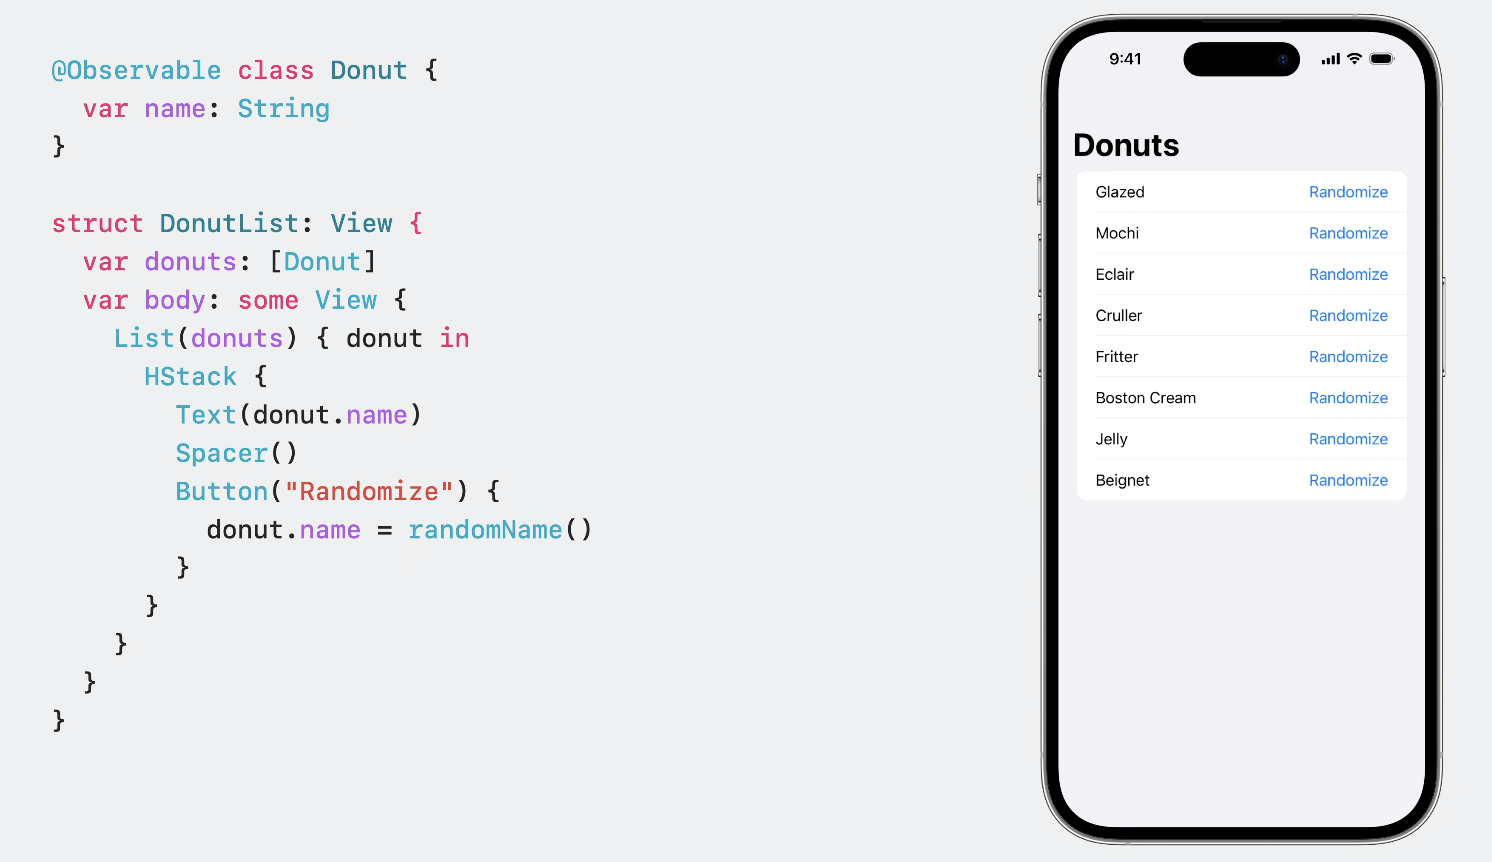 @Observable class Donut {
  var name: String
}

struct DonutList: View {
  var donuts: [Donut]
  var body: some View {
    List(donuts) { donut in
      HStack {
        Text(donut.name)
        Spacer()
        Button("Randomize") {
          donut.name = randomName()
        }
      }
    }
  }
}
9:41
Donuts
Glazed Randomize
Mochi Randomize
Eclair Randomize
Cruller Randomize
Fritter Randomize
Boston Cream Randomize
Jelly Randomize
Beignet Randomize